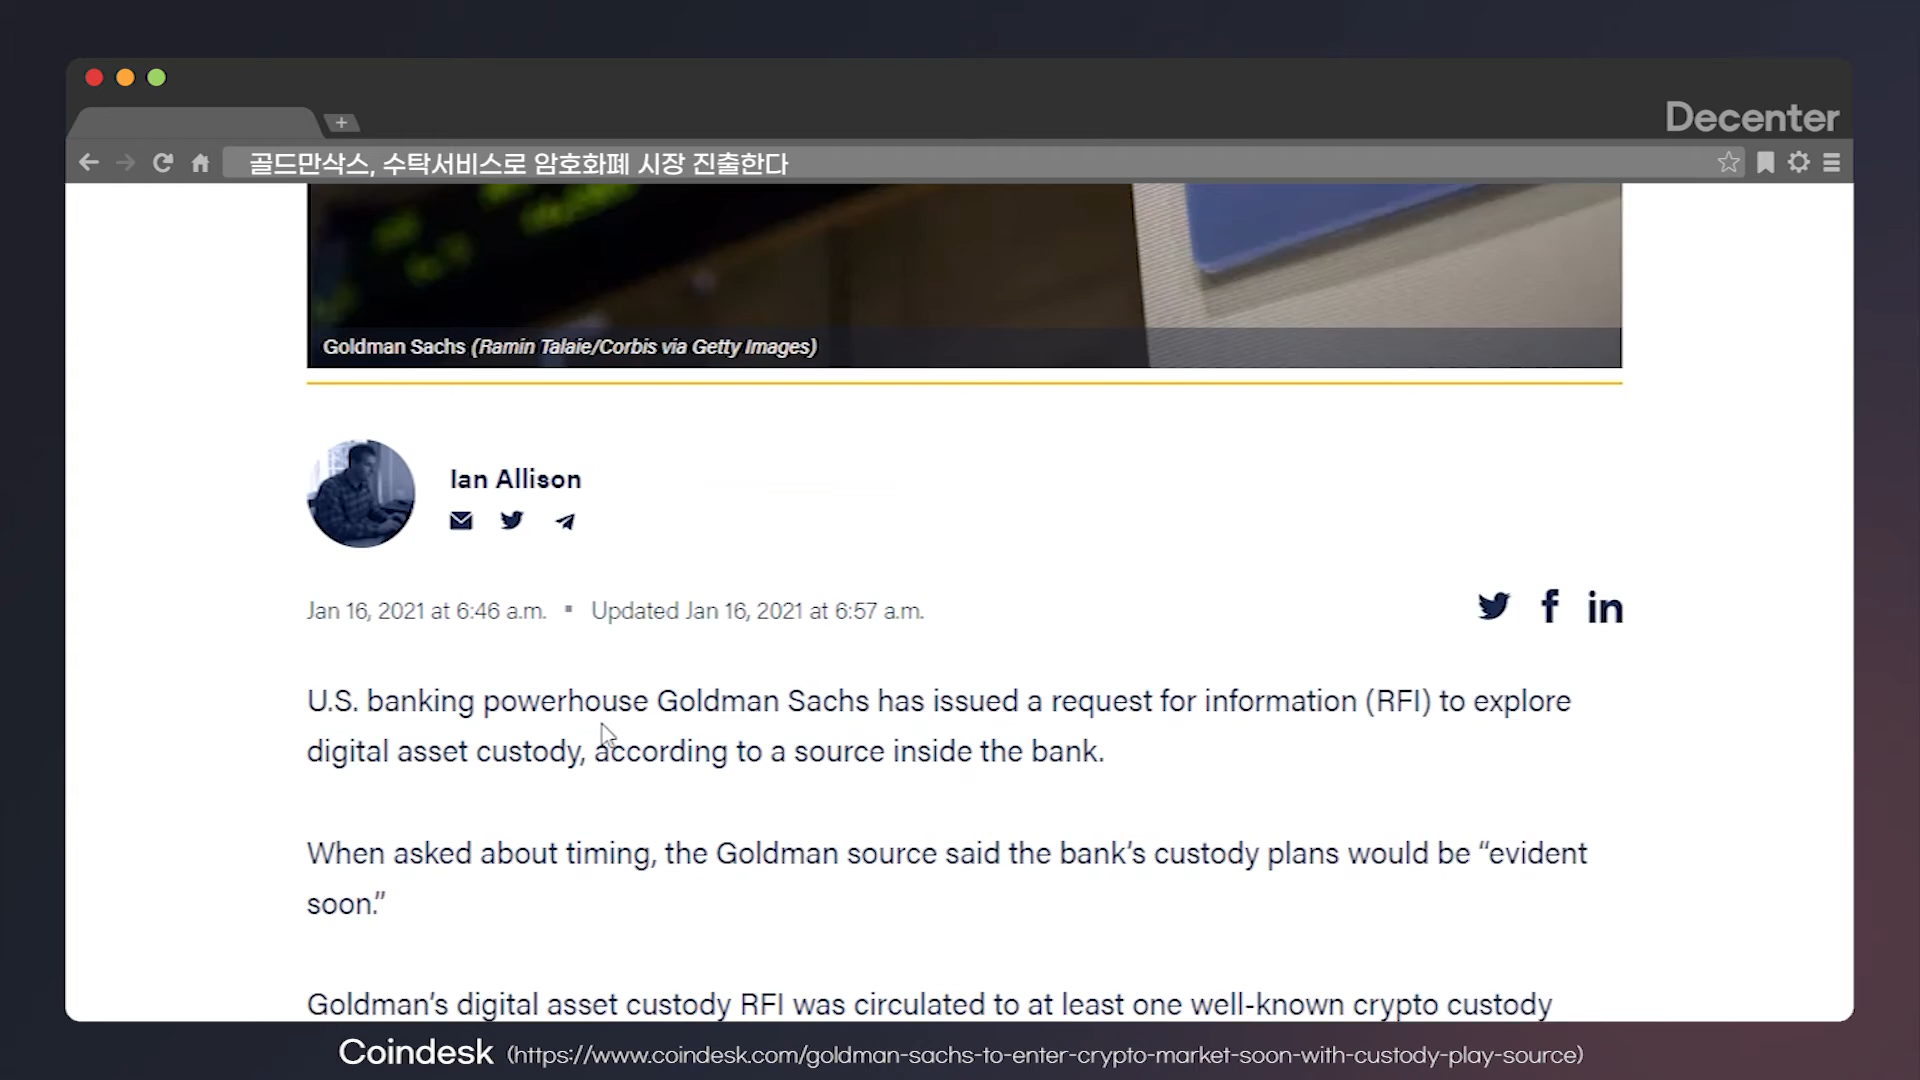 Decenter
골드만삭스, 수탁서비스로 암호화폐 시장 진출한다
Goldman Sachs (Ramin Talaie/Corbis via Getty Images)
Ian Allison
Jan 16, 2021 at 6:46 a.m. ▪ Updated Jan 16, 2021 at 6:57 a.m.
U.S. banking powerhouse Goldman Sachs has issued a request for information (RFI) to explore
digital asset custody, according to a source inside the bank.
When asked about timing, the Goldman source said the bank’s custody plans would be “evident
soon.”
Goldman’s digital asset custody RFI was circulated to at least one well-known crypto custody
Coindesk (https://www.coindesk.com/goldman-sachs-to-enter-crypto-market-soon-with-custody-play-source)